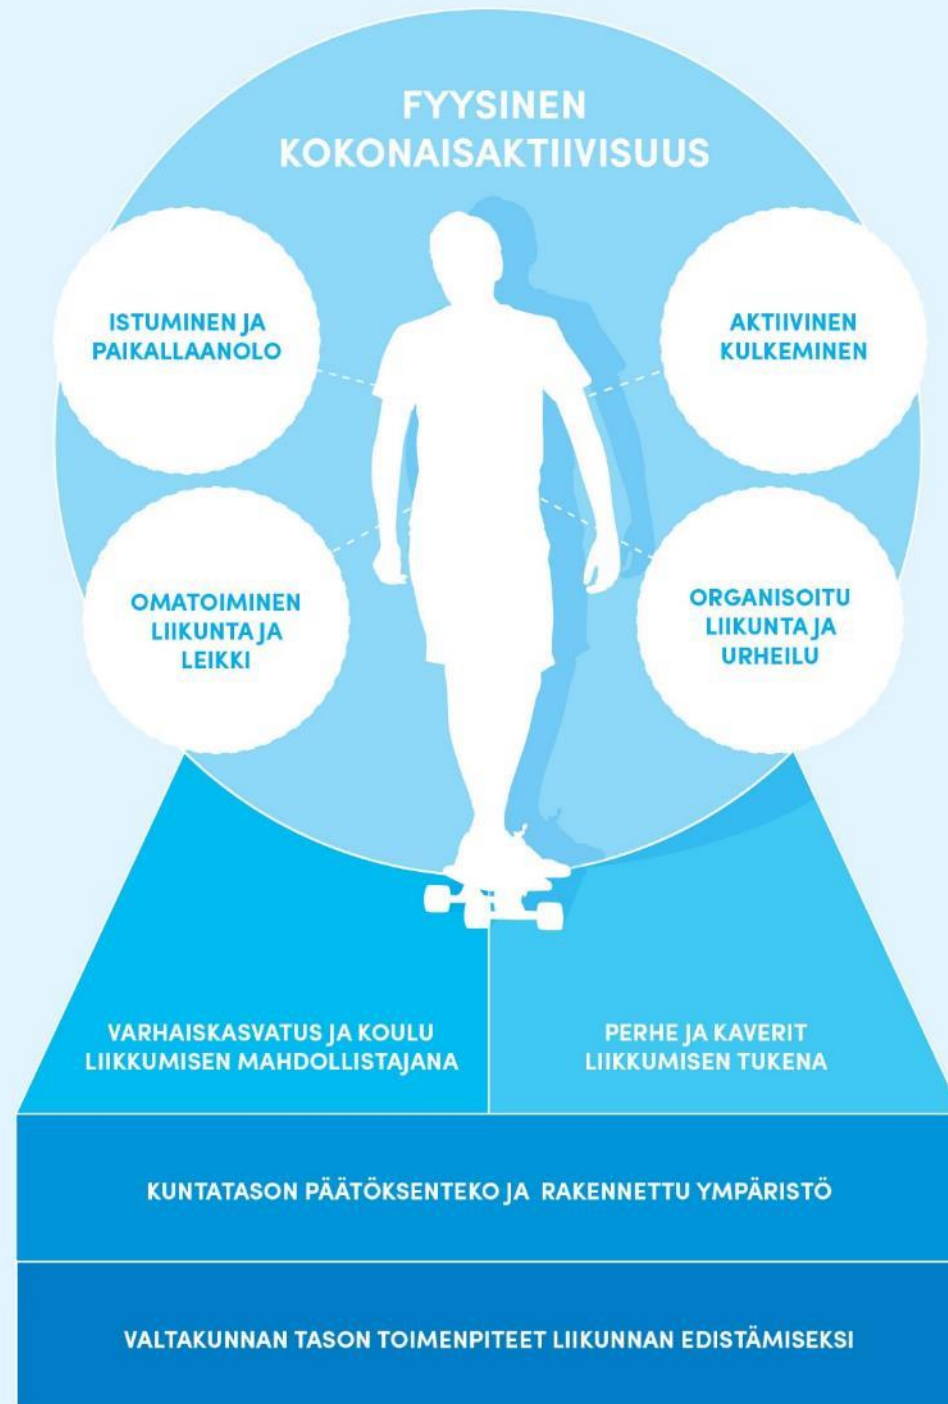 FYYSINEN
KOKONAISAKTIIVISUUS
ISTUMINEN JA
PAIKALLAANOLO
AKTIIVINEN
KULKEMINEN
OMATOIMINEN
LIIKUNTA JA
LEIKKI
ORGANISOITU
LIIKUNTA JA
URHEILU
VARHAISKASVATUS JA KOULU
LIIKKUMISEN MAHDOLLISTAJANA
PERHE JA KAVERIT
LIIKKUMISEN TUKENA
KUNTATASON PÄÄTÖKSENTEKO JA RAKENNETTU YMPÄRISTÖ
VALTAKUNNAN TASON TOIMENPITEET LIIKUNNAN EDISTÄMISEKSI